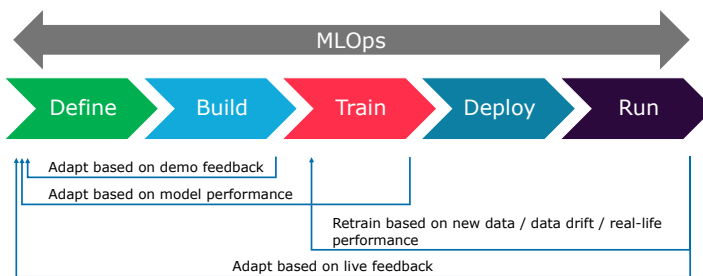 MLOps
Define
Build
Train
Deploy
Run
Adapt based on demo feedback
Adapt based on model performance
Retrain based on new data / data drift / real-life
performance
Adapt based on live feedback